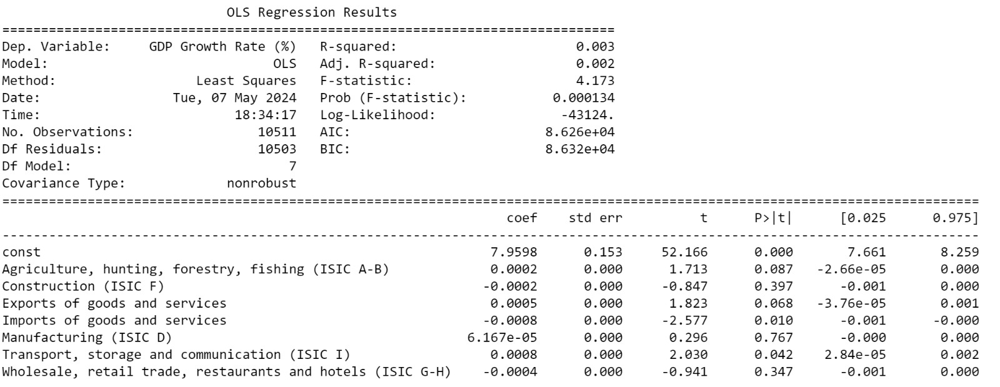 OLS Regression Results
==============================================================================
Dep. Variable: GDP Growth Rate (%) R-squared: 0.003
Model: OLS Adj. R-squared: 0.002
Method: Least Squares F-statistic: 4.173
Date: Tue, 07 May 2024 Prob (F-statistic): 0.000134
Time: 18:34:17 Log-Likelihood: -43124.
No. Observations: 10511 AIC: 8.626e+04
Df Residuals: 10503 BIC: 8.632e+04
Df Model: 7
Covariance Type: nonrobust
==============================================================================================================================
coef std err t P>|t| [0.025 0.975]
------------------------------------------------------------------------------------------------------------------------------
const 7.9598 0.153 52.166 0.000 7.661 8.259
Agriculture, hunting, forestry, fishing (ISIC A-B) 0.0002 0.000 1.713 0.087 -2.66e-05 0.000
Construction (ISIC F) -0.0002 0.000 -0.847 0.397 -0.001 0.000
Exports of goods and services 0.0005 0.000 1.823 0.068 -3.76e-05 0.001
Imports of goods and services -0.0008 0.000 -2.577 0.010 -0.001 -0.000
Manufacturing (ISIC D) 6.167e-05 0.000 0.296 0.767 -0.000 0.000
Transport, storage and communication (ISIC I) 0.0008 0.000 2.030 0.042 2.84e-05 0.002
Wholesale, retail trade, restaurants and hotels (ISIC G-H) -0.0004 0.000 -0.941 0.347 -0.001 0.000